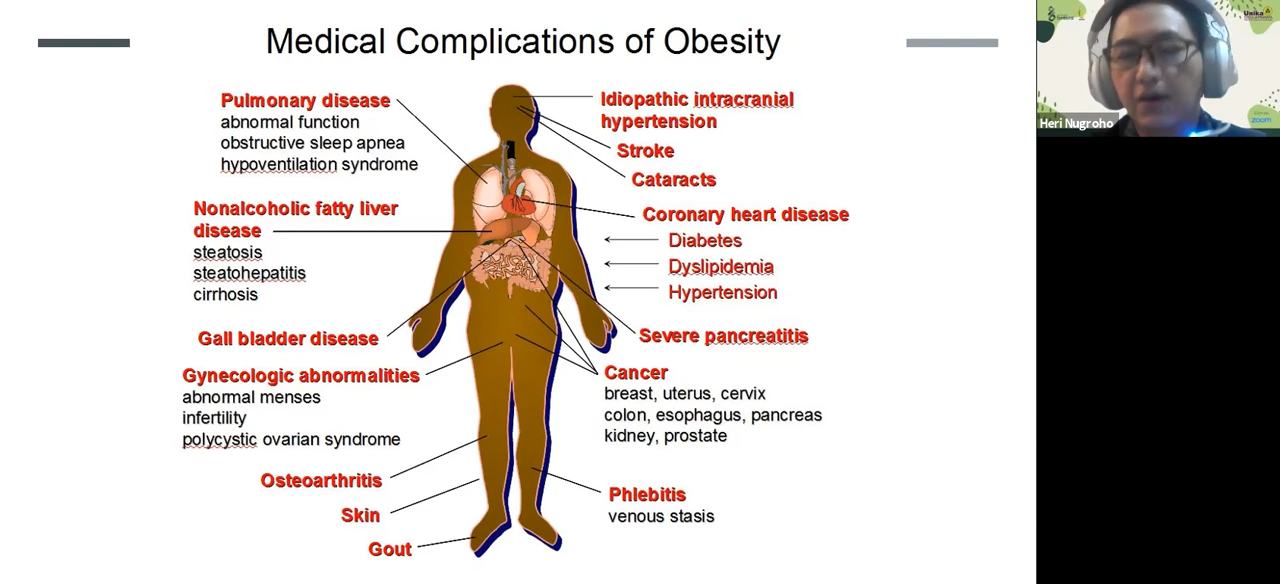 Medical Complications of Obesity
Pulmonary disease
abnormal function
obstructive sleep apnea
hypoventilation syndrome
Nonalcoholic fatty liver
disease
steatosis
steatohepatitis
cirrhosis
Gall bladder disease
Gynecologic abnormalities
abnormal menses
infertility
polycystic ovarian syndrome
Osteoarthritis
Skin
Gout
Idiopathic intracranial
hypertension
Stroke
Cataracts
Coronary heart disease
Diabetes
Dyslipidemia
Hypertension
Severe pancreatitis
Cancer
breast, uterus, cervix
colon, esophagus, pancreas
kidney, prostate
Phlebitis
venous stasis
Heri Nugroho
zoom